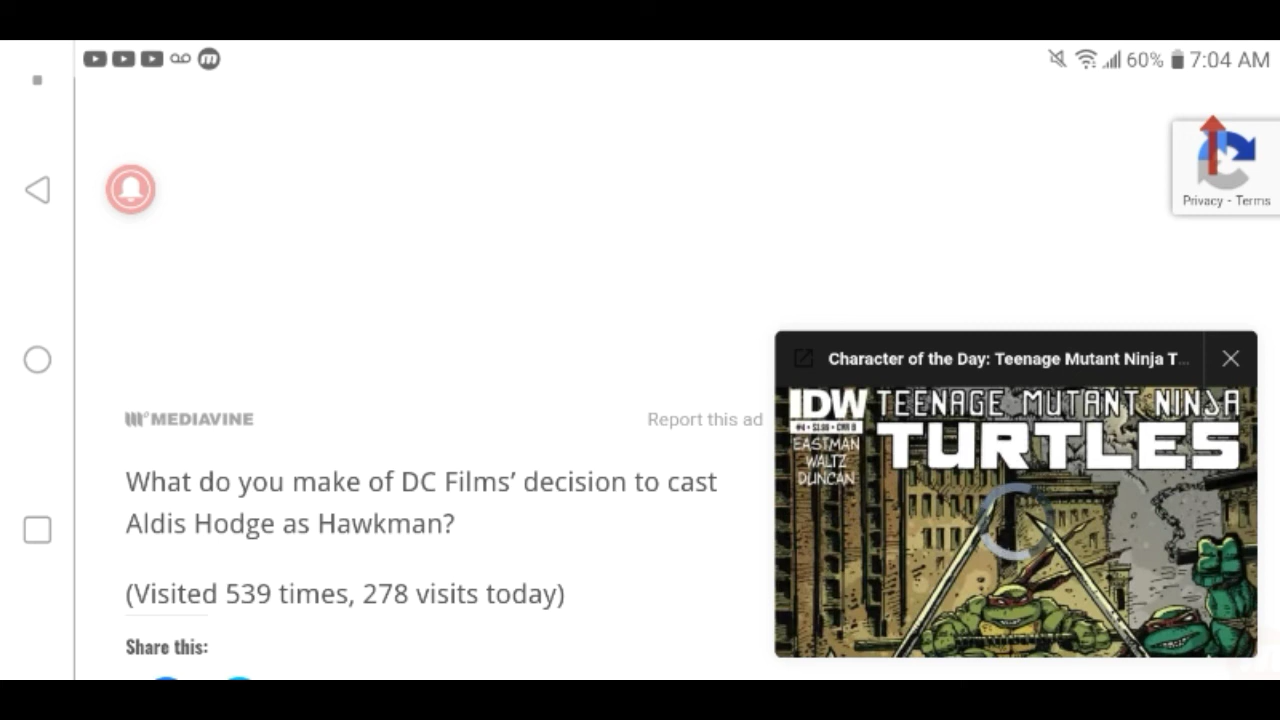 60% 7:04 AM
Privacy - Terms
Character of the Day: Teenage Mutant Ninja T...
IDW TEENAGE MUTANT NINJA
TURTLES
EASTMAN
WALTZ
DUNCAN
MEDIAVINE
Report this ad
What do you make of DC Films’ decision to cast
Aldis Hodge as Hawkman?
(Visited 539 times, 278 visits today)
Share this: